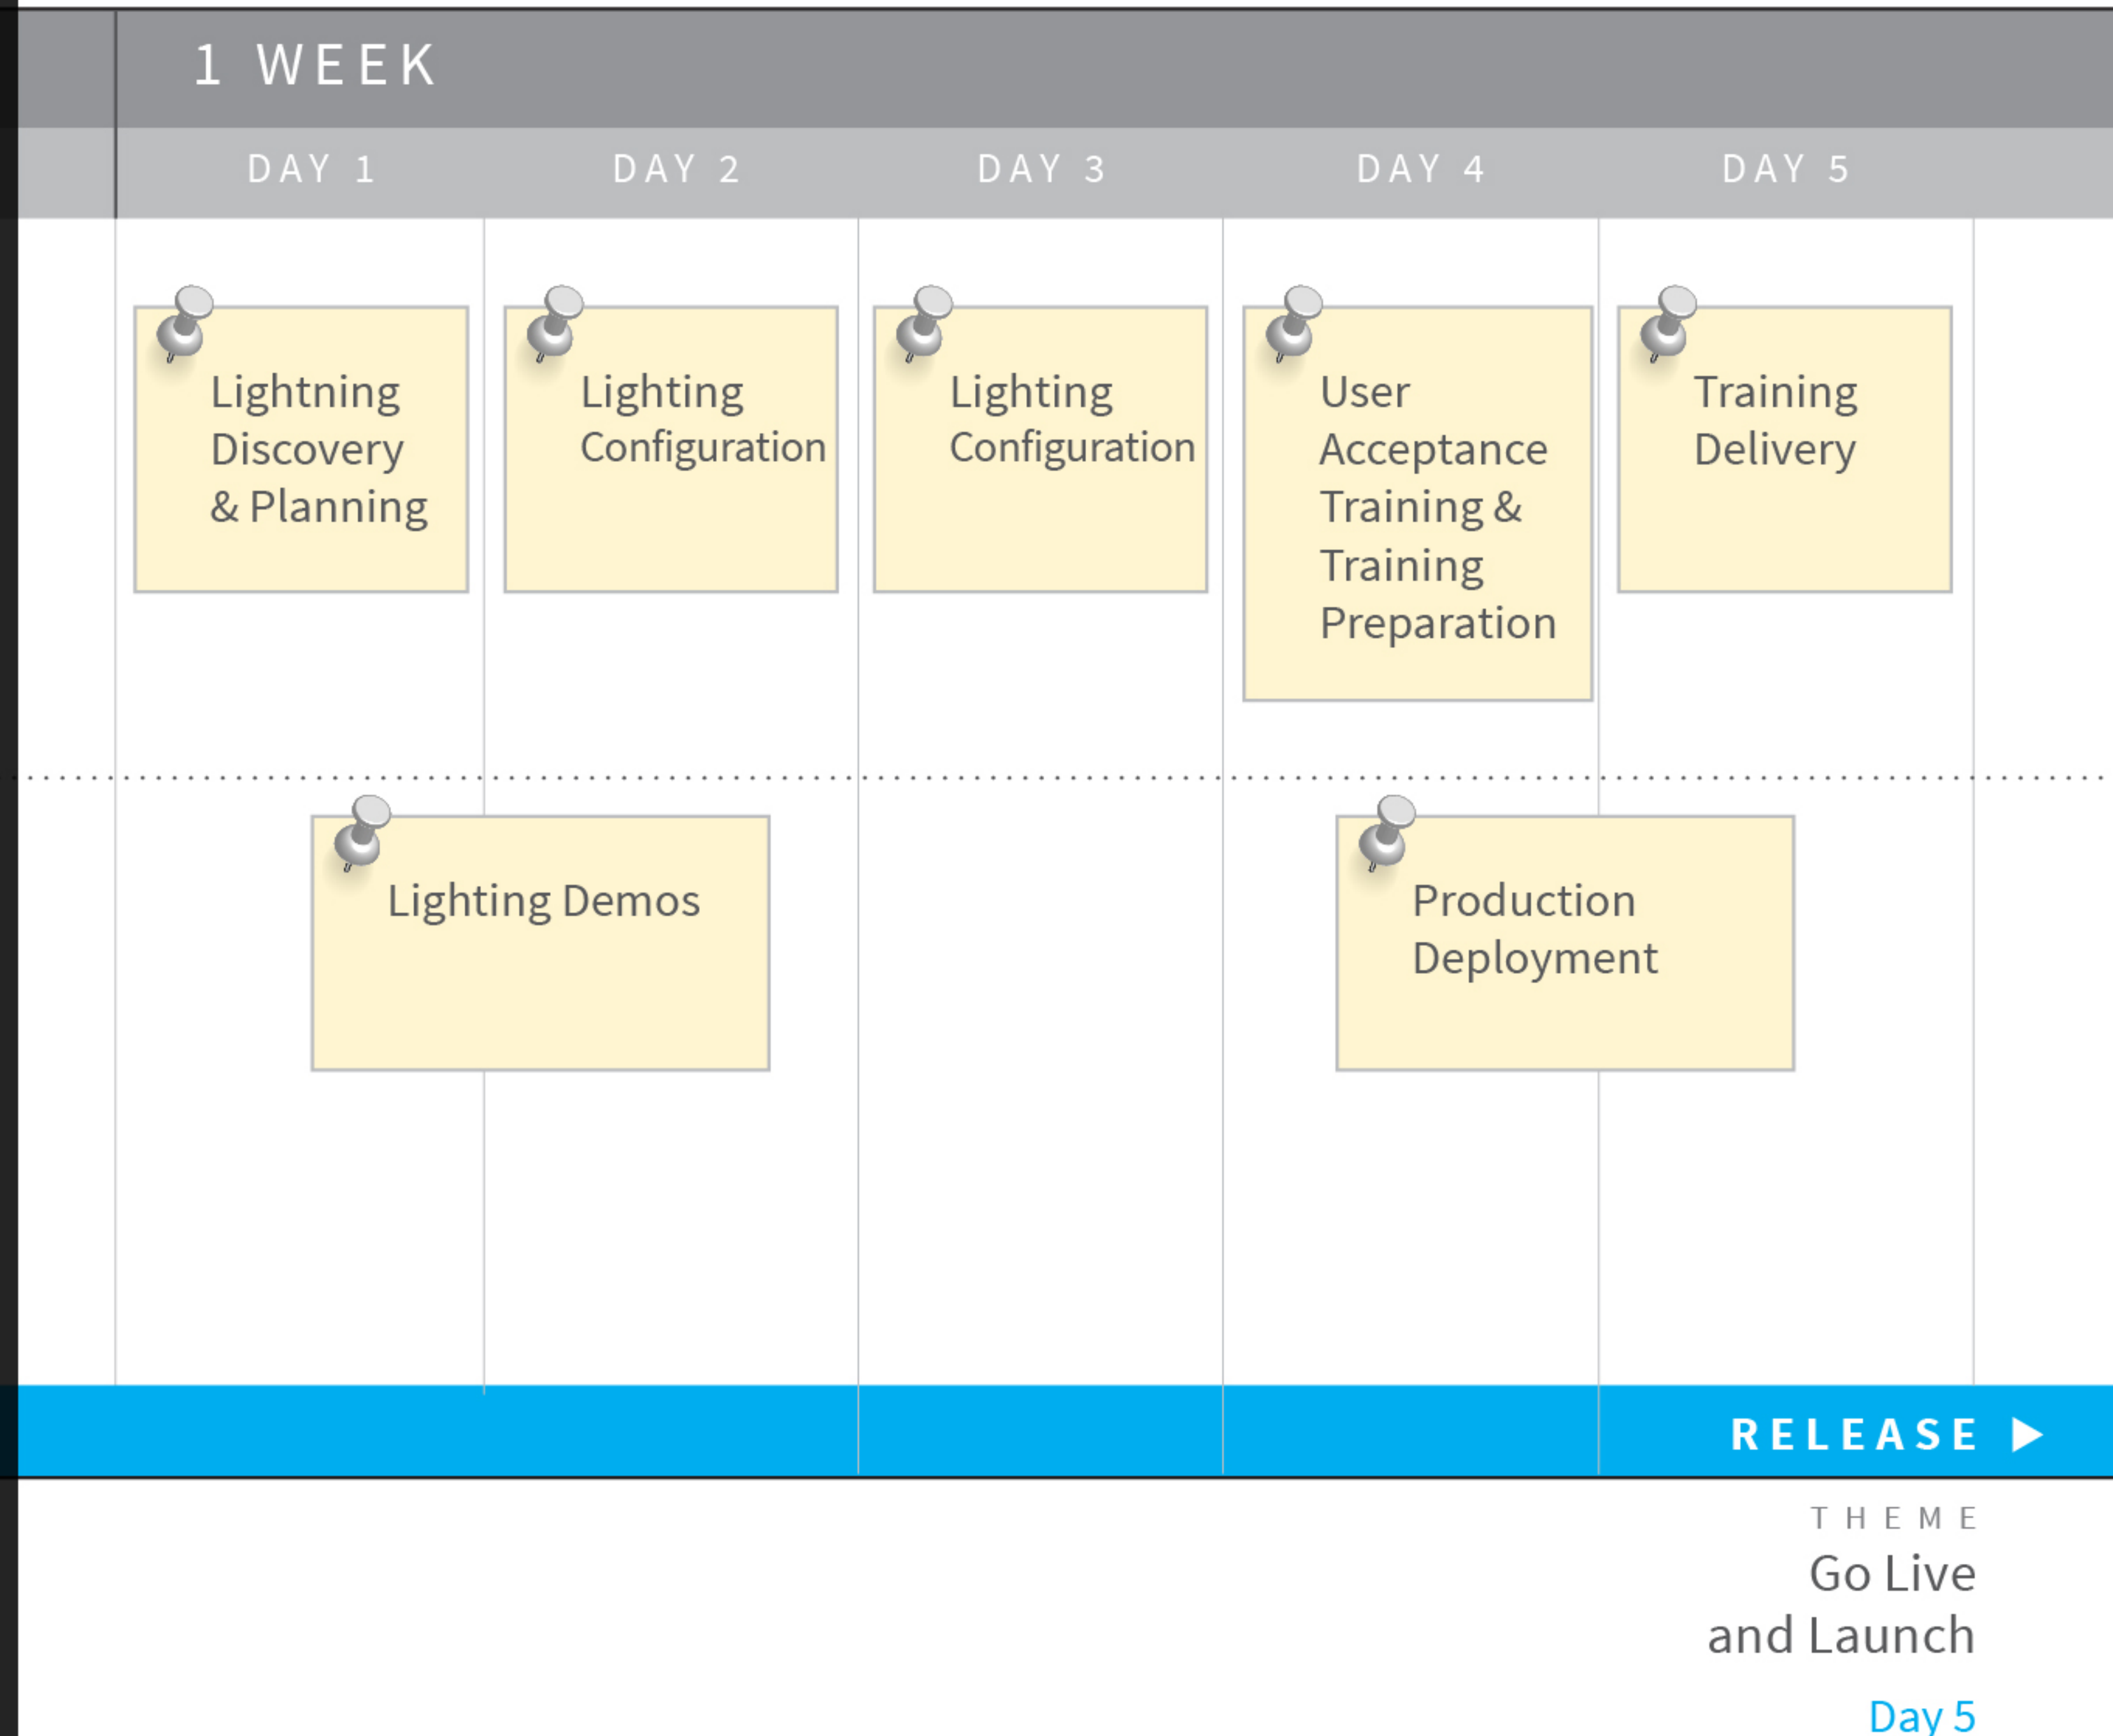 1 WEEK
DAY 1
DAY 2
DAY 3
DAY 4
DAY 5
Lightning
Discovery
& Planning
Lighting
Configuration
Lighting
Configuration
User
Acceptance
Training &
Training
Preparation
Training
Delivery
Lighting Demos
Production
Deployment
RELEASE ▶
THEME
Go Live
and Launch
Day 5